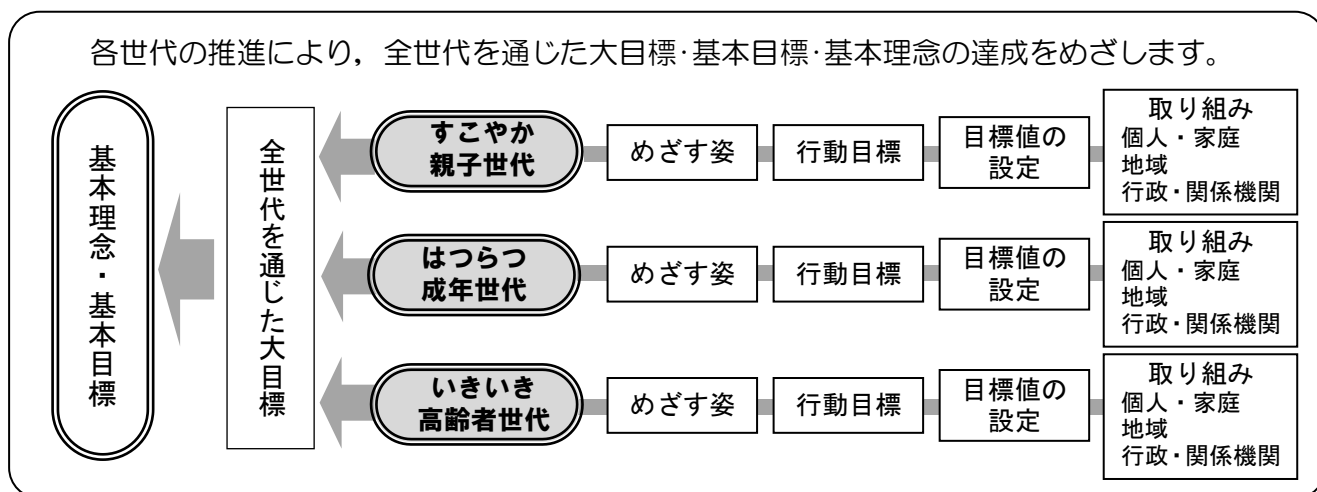 各世代の推進により，全世代を通じた大目標・基本目標・基本理念の達成をめざします。
基本理念・基本目標
全世代を通じた大目標
すこやか
親子世代
めざす姿
行動目標
目標値の
設定
取り組み
個人・家庭
地域
行政・関係機関
はつらつ
成年世代
めざす姿
行動目標
目標値の
設定
取り組み
個人・家庭
地域
行政・関係機関
いきいき
高齢者世代
めざす姿
行動目標
目標値の
設定
取り組み
個人・家庭
地域
行政・関係機関